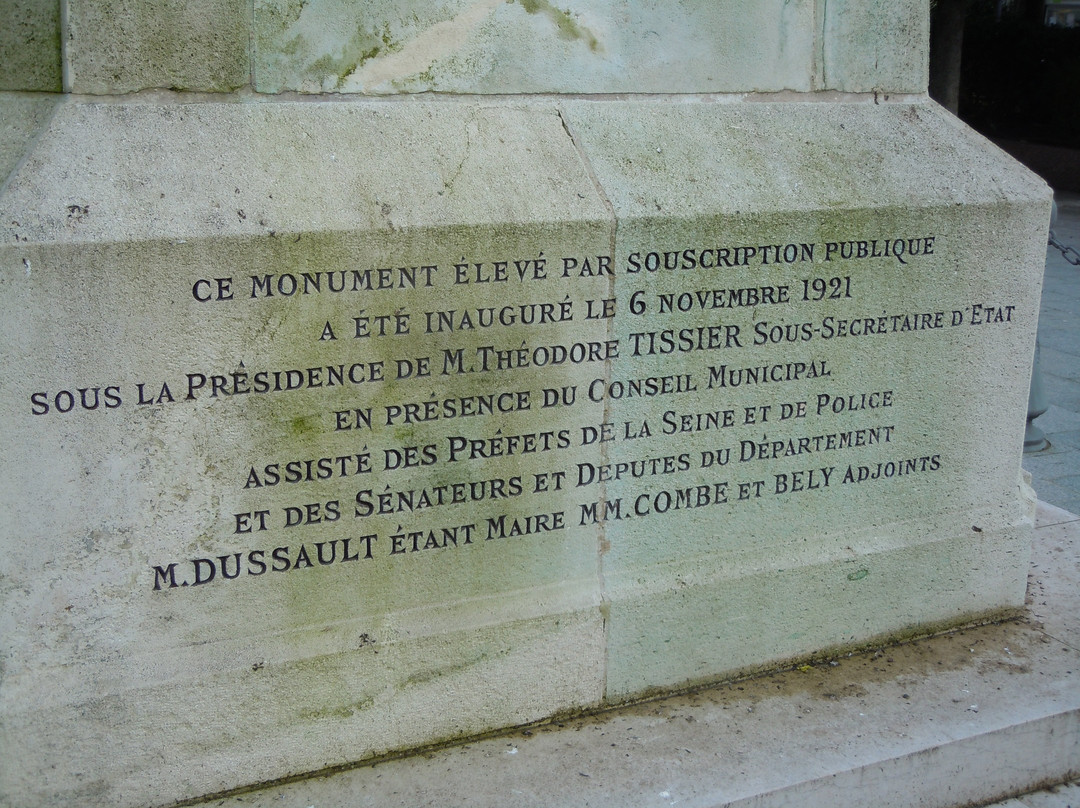 CE MONUMENT ÉLEVÉ PAR SOUSCRIPTION PUBLIQUE
A ÉTÉ INAUGURÉ LE 6 NOVEMBRE 1921
SOUS LA PRÊSIDENCE DE M.THÉODORE TISSIER SOUS-SECRÉTAIRE D'ETAT
EN PRÉSENCE DU CONSEIL MUNICIPAL
ASSISTÉ DES PRÉFETS DE LA SEINE ET DE POLICE
ET DES SÉNATEURS ET DEPUTES DU DÉPARTEMENT
M.DUSSAULT ÉTANT MAIRE MM.COMBE ET BELY ADJOINTS